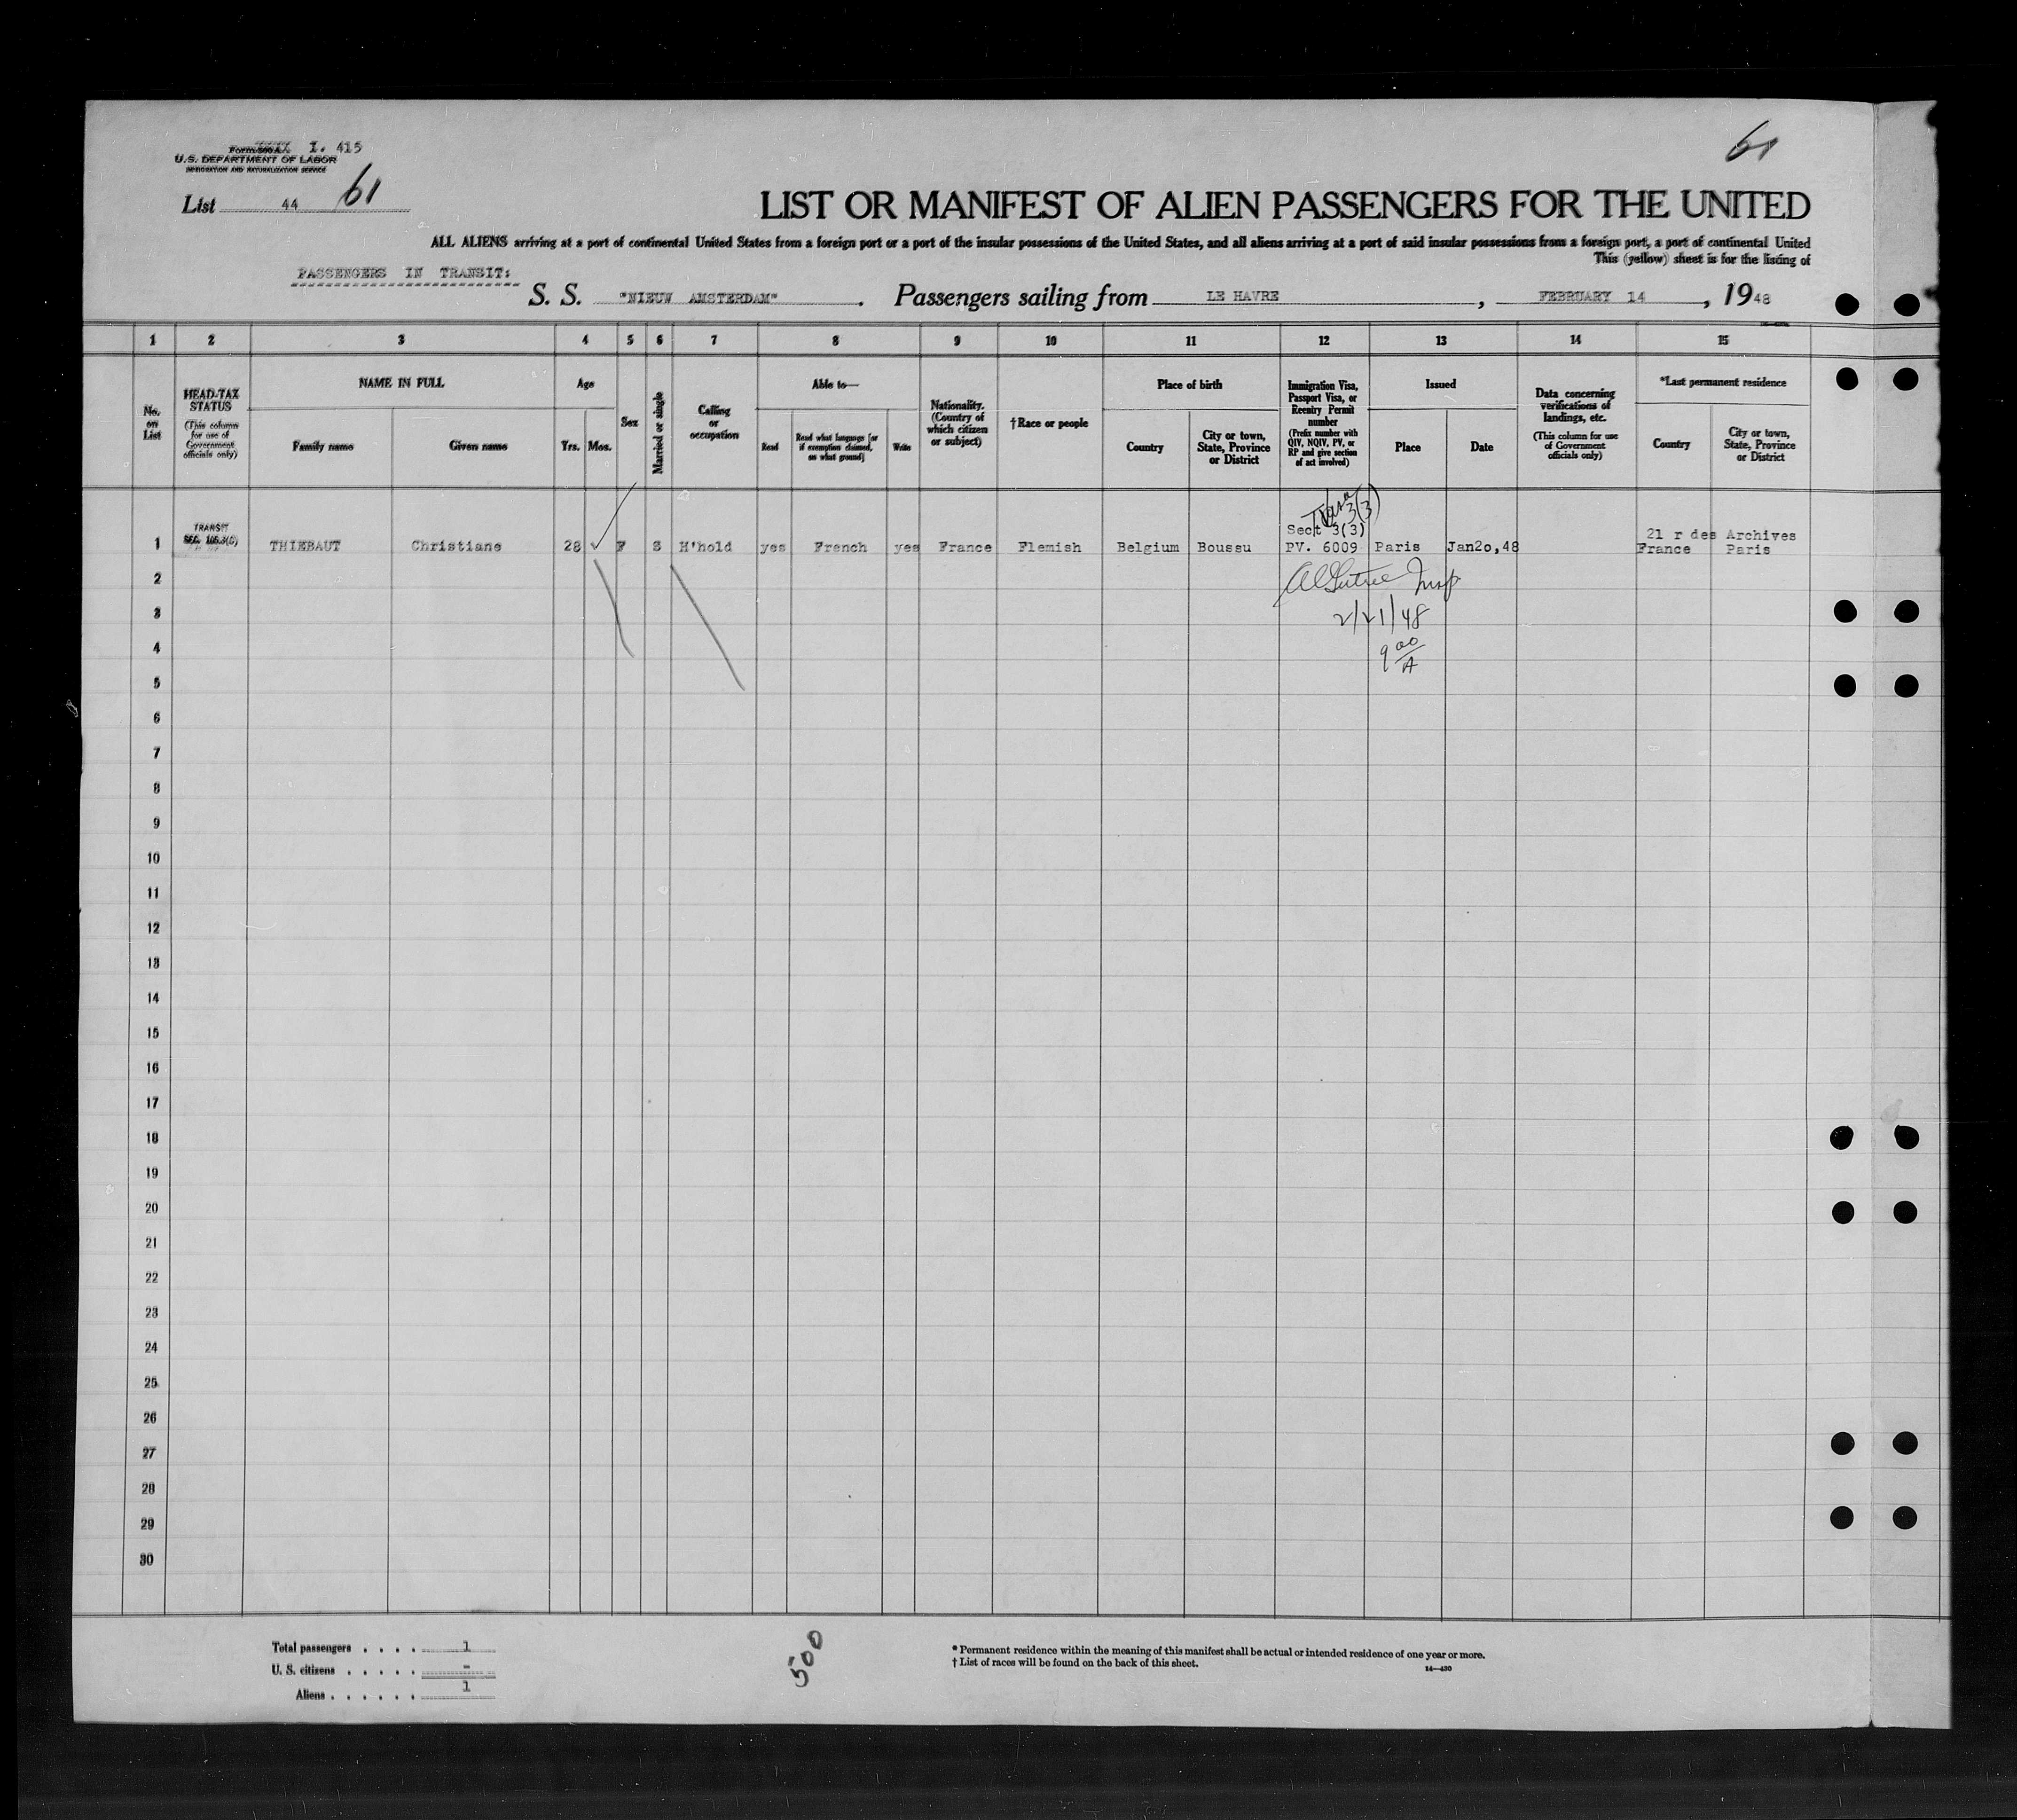 I. 415
U.S. DEPARTMENT OF LABOR
IMMIGRATION AND NATURALIZATION SERVICE
61
List 44 61
LIST OR MANIFEST OF ALIEN PASSENGERS FOR THE UNITED
ALL ALIENS arriving at a port of continental United States from a foreign port or a port of the insular possessions of the United States, and all aliens arriving at a port of said insular possessions from a foreign port, a port of continental United
This (yellow) sheet is for the listing of
PASSENGERS IN TRANSIT:
S. S. "NIEUW AMSTERDAM". Passengers sailing from LE HAVRE, FEBRUARY 14, 1948
1 2 3 4 5 6 7 8 9 10 11 12 13 14 15
No. on List
HEAD-TAX STATUS
(This column for use of Government officials only)
NAME IN FULL
Family name
Given name
Age
Yrs.
Mos.
Sex
Married or single
Calling or occupation
Able to—
Read
Read what language [or if exemption claimed, on what ground]
Write
Nationality. (Country of which citizen or subject)
†Race or people
Place of birth
Country
City or town, State, Province or District
Immigration Visa, Passport Visa, or Reentry Permit number
(Prefix number with QIV, NQIV, PV, or RP and give section of act involved)
Issued
Place
Date
Data concerning verifications of landings, etc.
(This column for use of Government officials only)
*Last permanent residence
Country
City or town, State, Province or District
3(3)
TRANSIT Sect 3(3) 21 r des Archives
1 THIEBAUT Christiane 28 F S H'hold yes French yes France Flemish Belgium Boussu PV. 6009 Paris Jan2o,48 France Paris
2 Insp
3 2/21/48
4 9 00 A
5
6
7
8
9
10
11
12
13
14
15
16
17
18
19
20
21
22
23
24
25
26
27
28
29
30
Total passengers . . . . 1
U. S. citizens . . . . . -
Aliens . . . . . . 1
500
* Permanent residence within the meaning of this manifest shall be actual or intended residence of one year or more.
† List of races will be found on the back of this sheet.
14—430